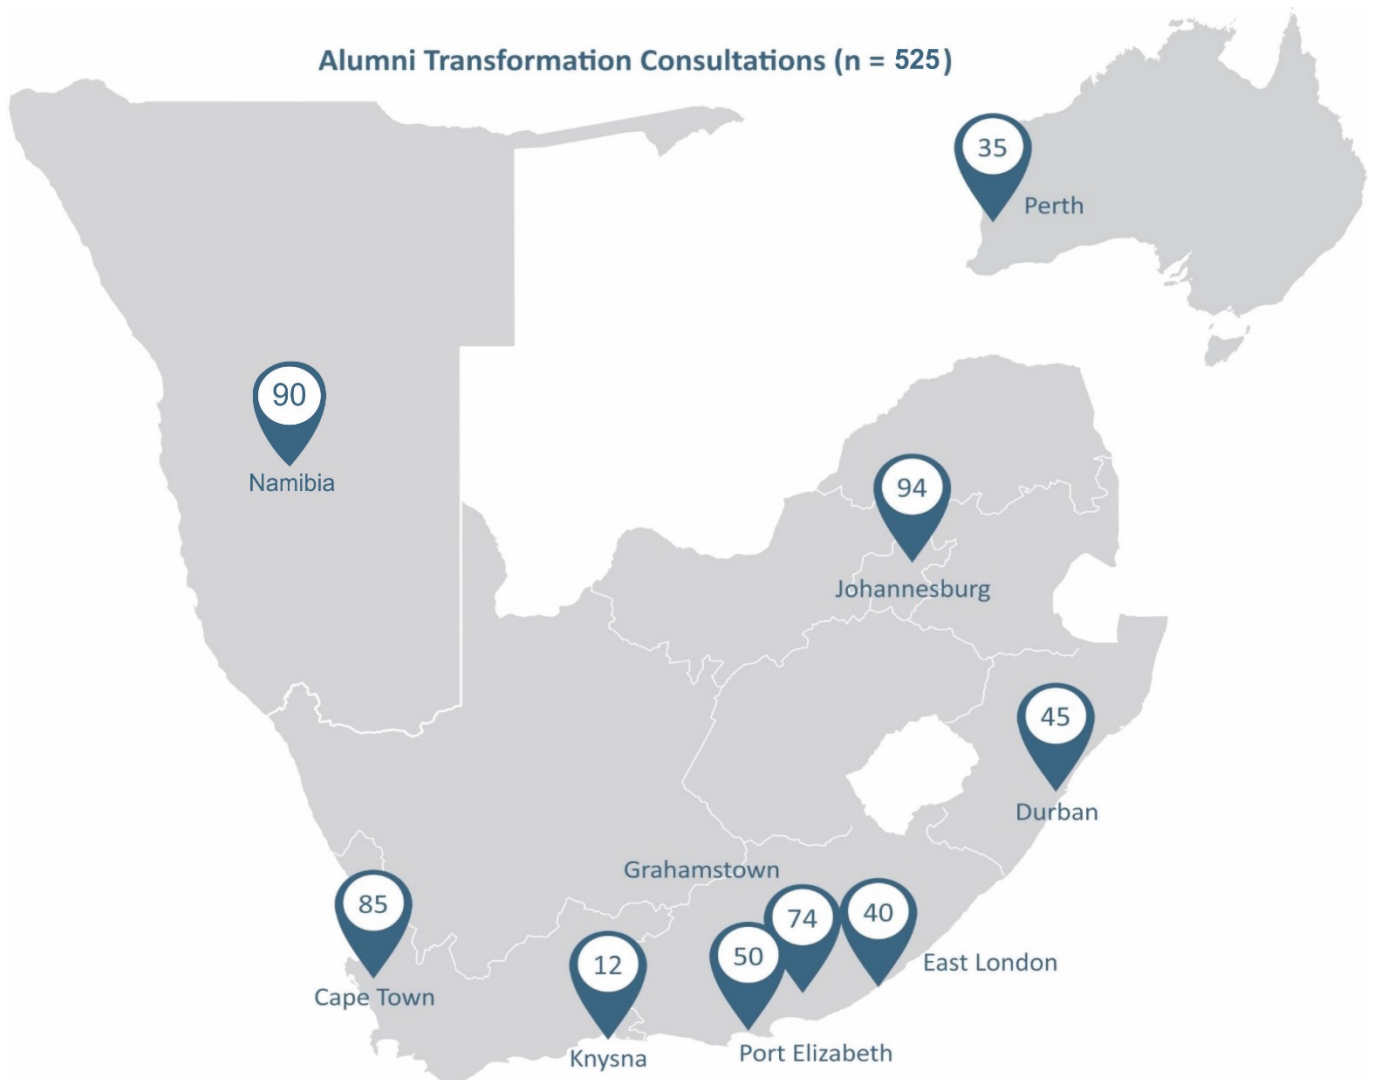 Alumni Transformation Consultations (n = 525)
35
Perth
90
Namibia
94
Johannesburg
45
Durban
Grahamstown
85
Cape Town
12
Knysna
50
74
40
East London
Port Elizabeth